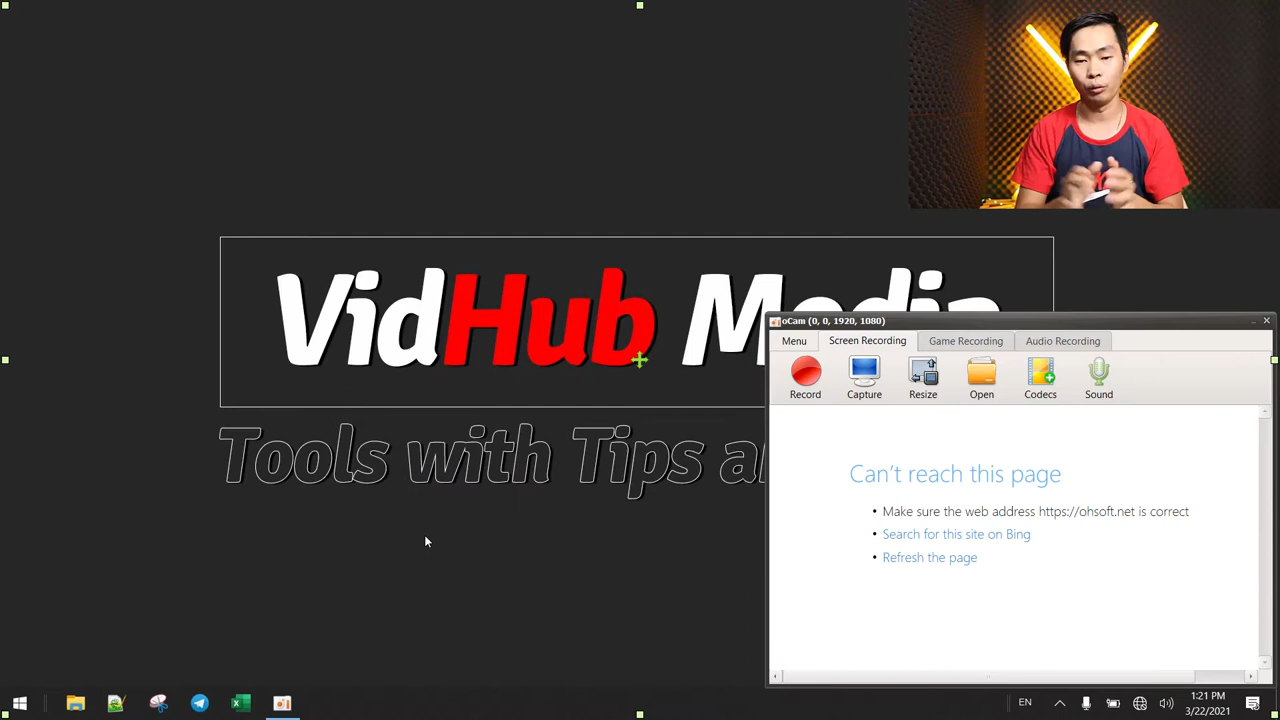 VidHub Media
Tools with Tips
oCam (0, 0, 1920, 1080)
Menu
Screen Recording
Game Recording
Audio Recording
Record
Capture
Resize
Open
Codecs
Sound
Can't reach this page
• Make sure the web address https://ohsoft.net is correct
• Search for this site on Bing
• Refresh the page
EN
1:21 PM
3/22/2021